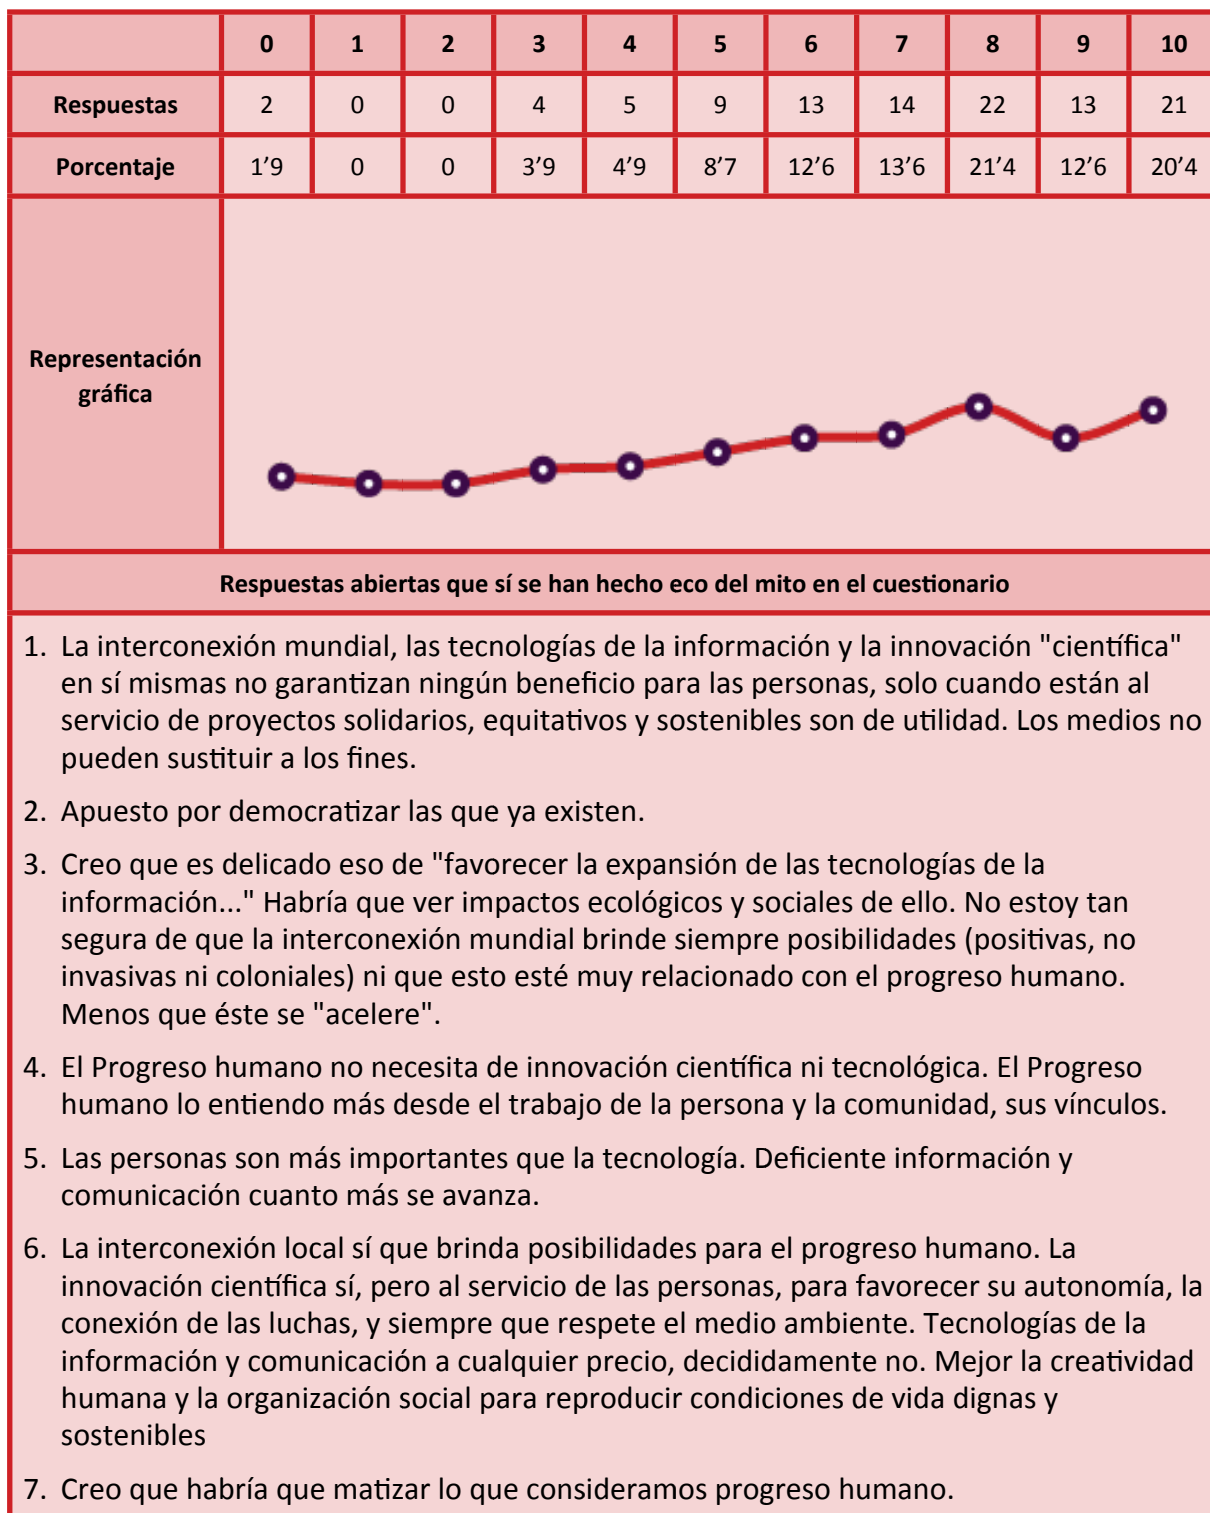 0 1 2 3 4 5 6 7 8 9 10
Respuestas 2 0 0 4 5 9 13 14 22 13 21
Porcentaje 1’9 0 0 3’9 4’9 8’7 12’6 13’6 21’4 12’6 20’4
Representación
gráfica
Respuestas abiertas que sí se han hecho eco del mito en el cuestionario
1. La interconexión mundial, las tecnologías de la información y la innovación "científica"
en sí mismas no garantizan ningún beneficio para las personas, solo cuando están al
servicio de proyectos solidarios, equitativos y sostenibles son de utilidad. Los medios no
pueden sustituir a los fines.
2. Apuesto por democratizar las que ya existen.
3. Creo que es delicado eso de "favorecer la expansión de las tecnologías de la
información..." Habría que ver impactos ecológicos y sociales de ello. No estoy tan
segura de que la interconexión mundial brinde siempre posibilidades (positivas, no
invasivas ni coloniales) ni que esto esté muy relacionado con el progreso humano.
Menos que éste se "acelere".
4. El Progreso humano no necesita de innovación científica ni tecnológica. El Progreso
humano lo entiendo más desde el trabajo de la persona y la comunidad, sus vínculos.
5. Las personas son más importantes que la tecnología. Deficiente información y
comunicación cuanto más se avanza.
6. La interconexión local sí que brinda posibilidades para el progreso humano. La
innovación científica sí, pero al servicio de las personas, para favorecer su autonomía, la
conexión de las luchas, y siempre que respete el medio ambiente. Tecnologías de la
información y comunicación a cualquier precio, decididamente no. Mejor la creatividad
humana y la organización social para reproducir condiciones de vida dignas y
sostenibles
7. Creo que habría que matizar lo que consideramos progreso humano.